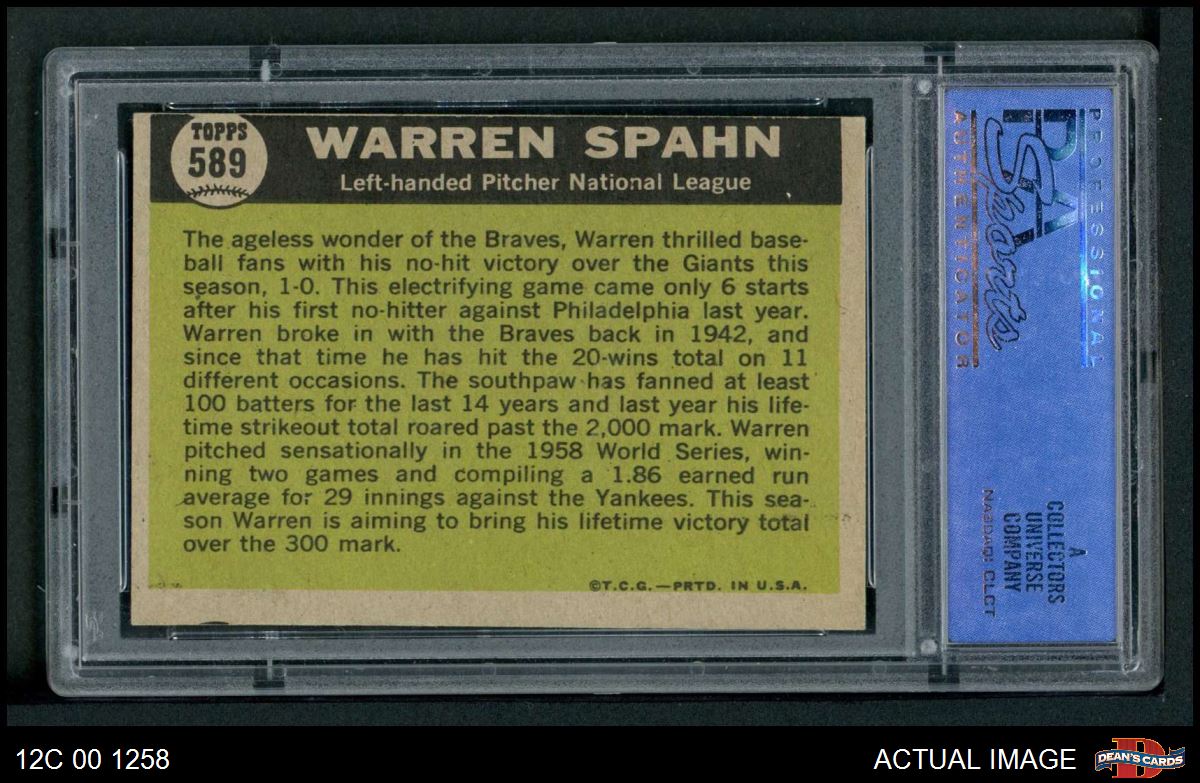 TOPPS
589
WARREN SPAHN
Left-handed Pitcher National League
The ageless wonder of the Braves, Warren thrilled base-
ball fans with his no-hit victory over the Giants this
season, 1-0. This electrifying game came only 6 starts
after his first no-hitter against Philadelphia last year.
Warren broke in with the Braves back in 1942, and
since that time he has hit the 20-wins total on 11
different occasions. The southpaw has fanned at least
100 batters for the last 14 years and last year his life-
time strikeout total roared past the 2,000 mark. Warren
pitched sensationally in the 1958 World Series, win-
ning two games and compiling a 1.86 earned run
average for 29 innings against the Yankees. This sea-
son Warren is aiming to bring his lifetime victory total
over the 300 mark.
©T.C.G.—PRTD. IN U.S.A.
PROFESSIONAL
PSA
Sports
AUTHENTICATOR
A
COLLECTORS
UNIVERSE
COMPANY
NASDAQ: CLCT
12C 00 1258
ACTUAL IMAGE
D
DEAN'S CARDS